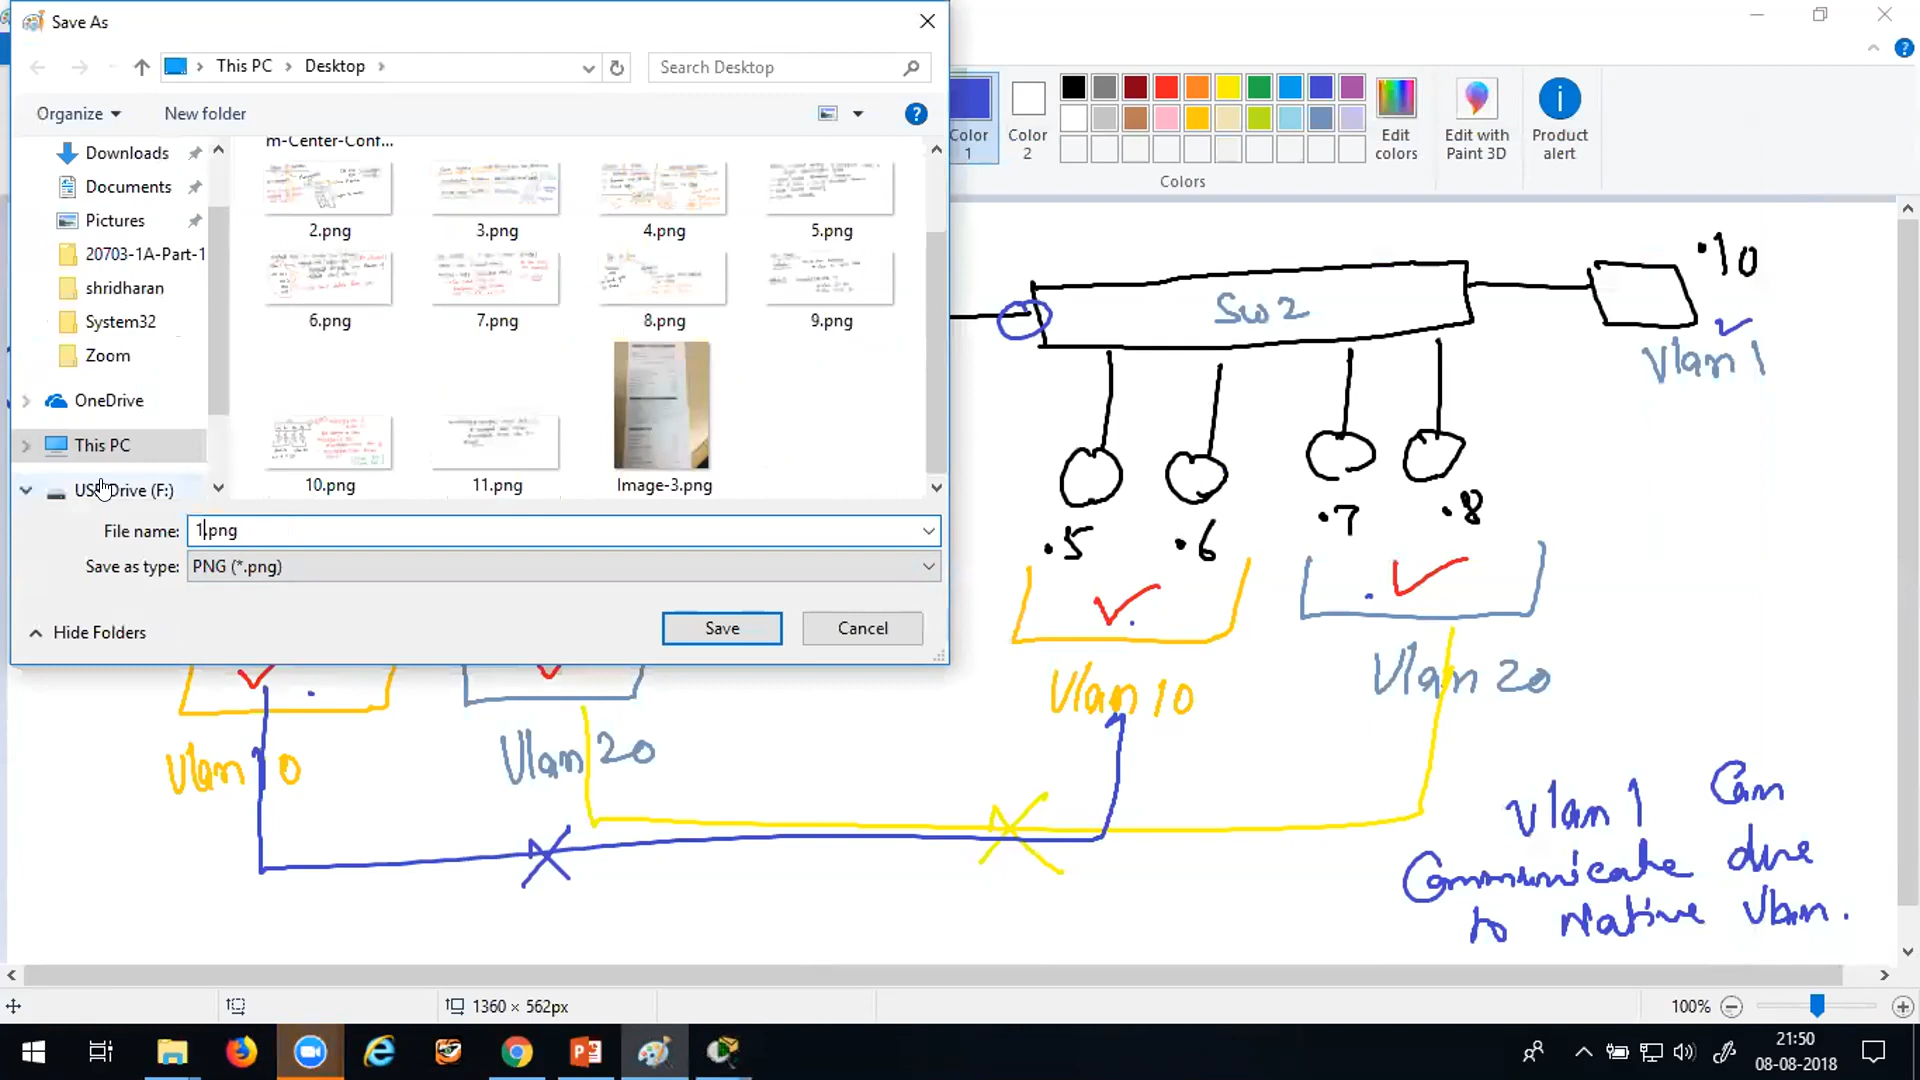 Save As
This PC
Desktop
Search Desktop
Organize
New folder
m-Center-Conf...
Downloads
Documents
Pictures
20703-1A-Part-1
shridharan
System32
Zoom
OneDrive
This PC
Drive (F:)
2.png
3.png
4.png
5.png
6.png
7.png
8.png
9.png
10.png
11.png
Image-3.png
File name:
1.png
Save as type:
PNG (*.png)
Hide Folders
Save
Cancel
Color 1
Color 2
Edit colors
Edit with Paint 3D
Product alert
Colors
Sw 2
.10
Vlan 1
.5
.6
.7
.8
Vlan 10
Vlan 20
Vlan 10
Vlan 20
Vlan 1 Can
Communicate due
to Native Vlan.
1360 × 562px
100%
21:50
08-08-2018